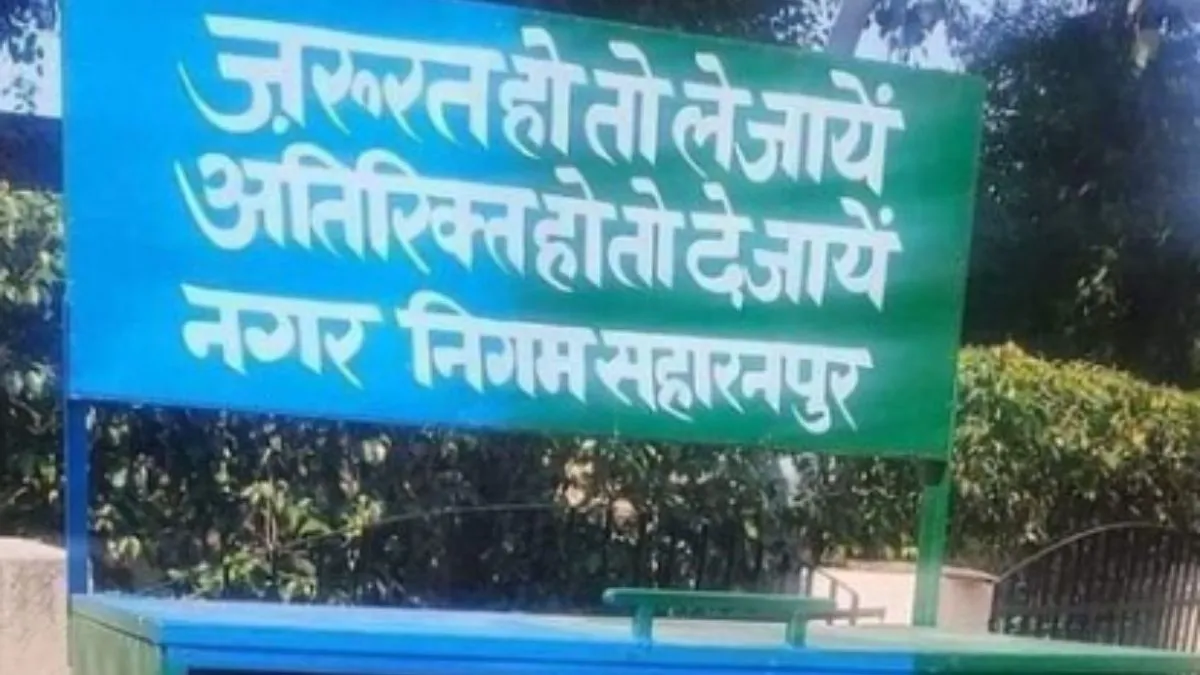 ज़रूरत हो तो ले जायें
अतिरिक्त हो तो दे जायें
नगर निगम सहारनपुर